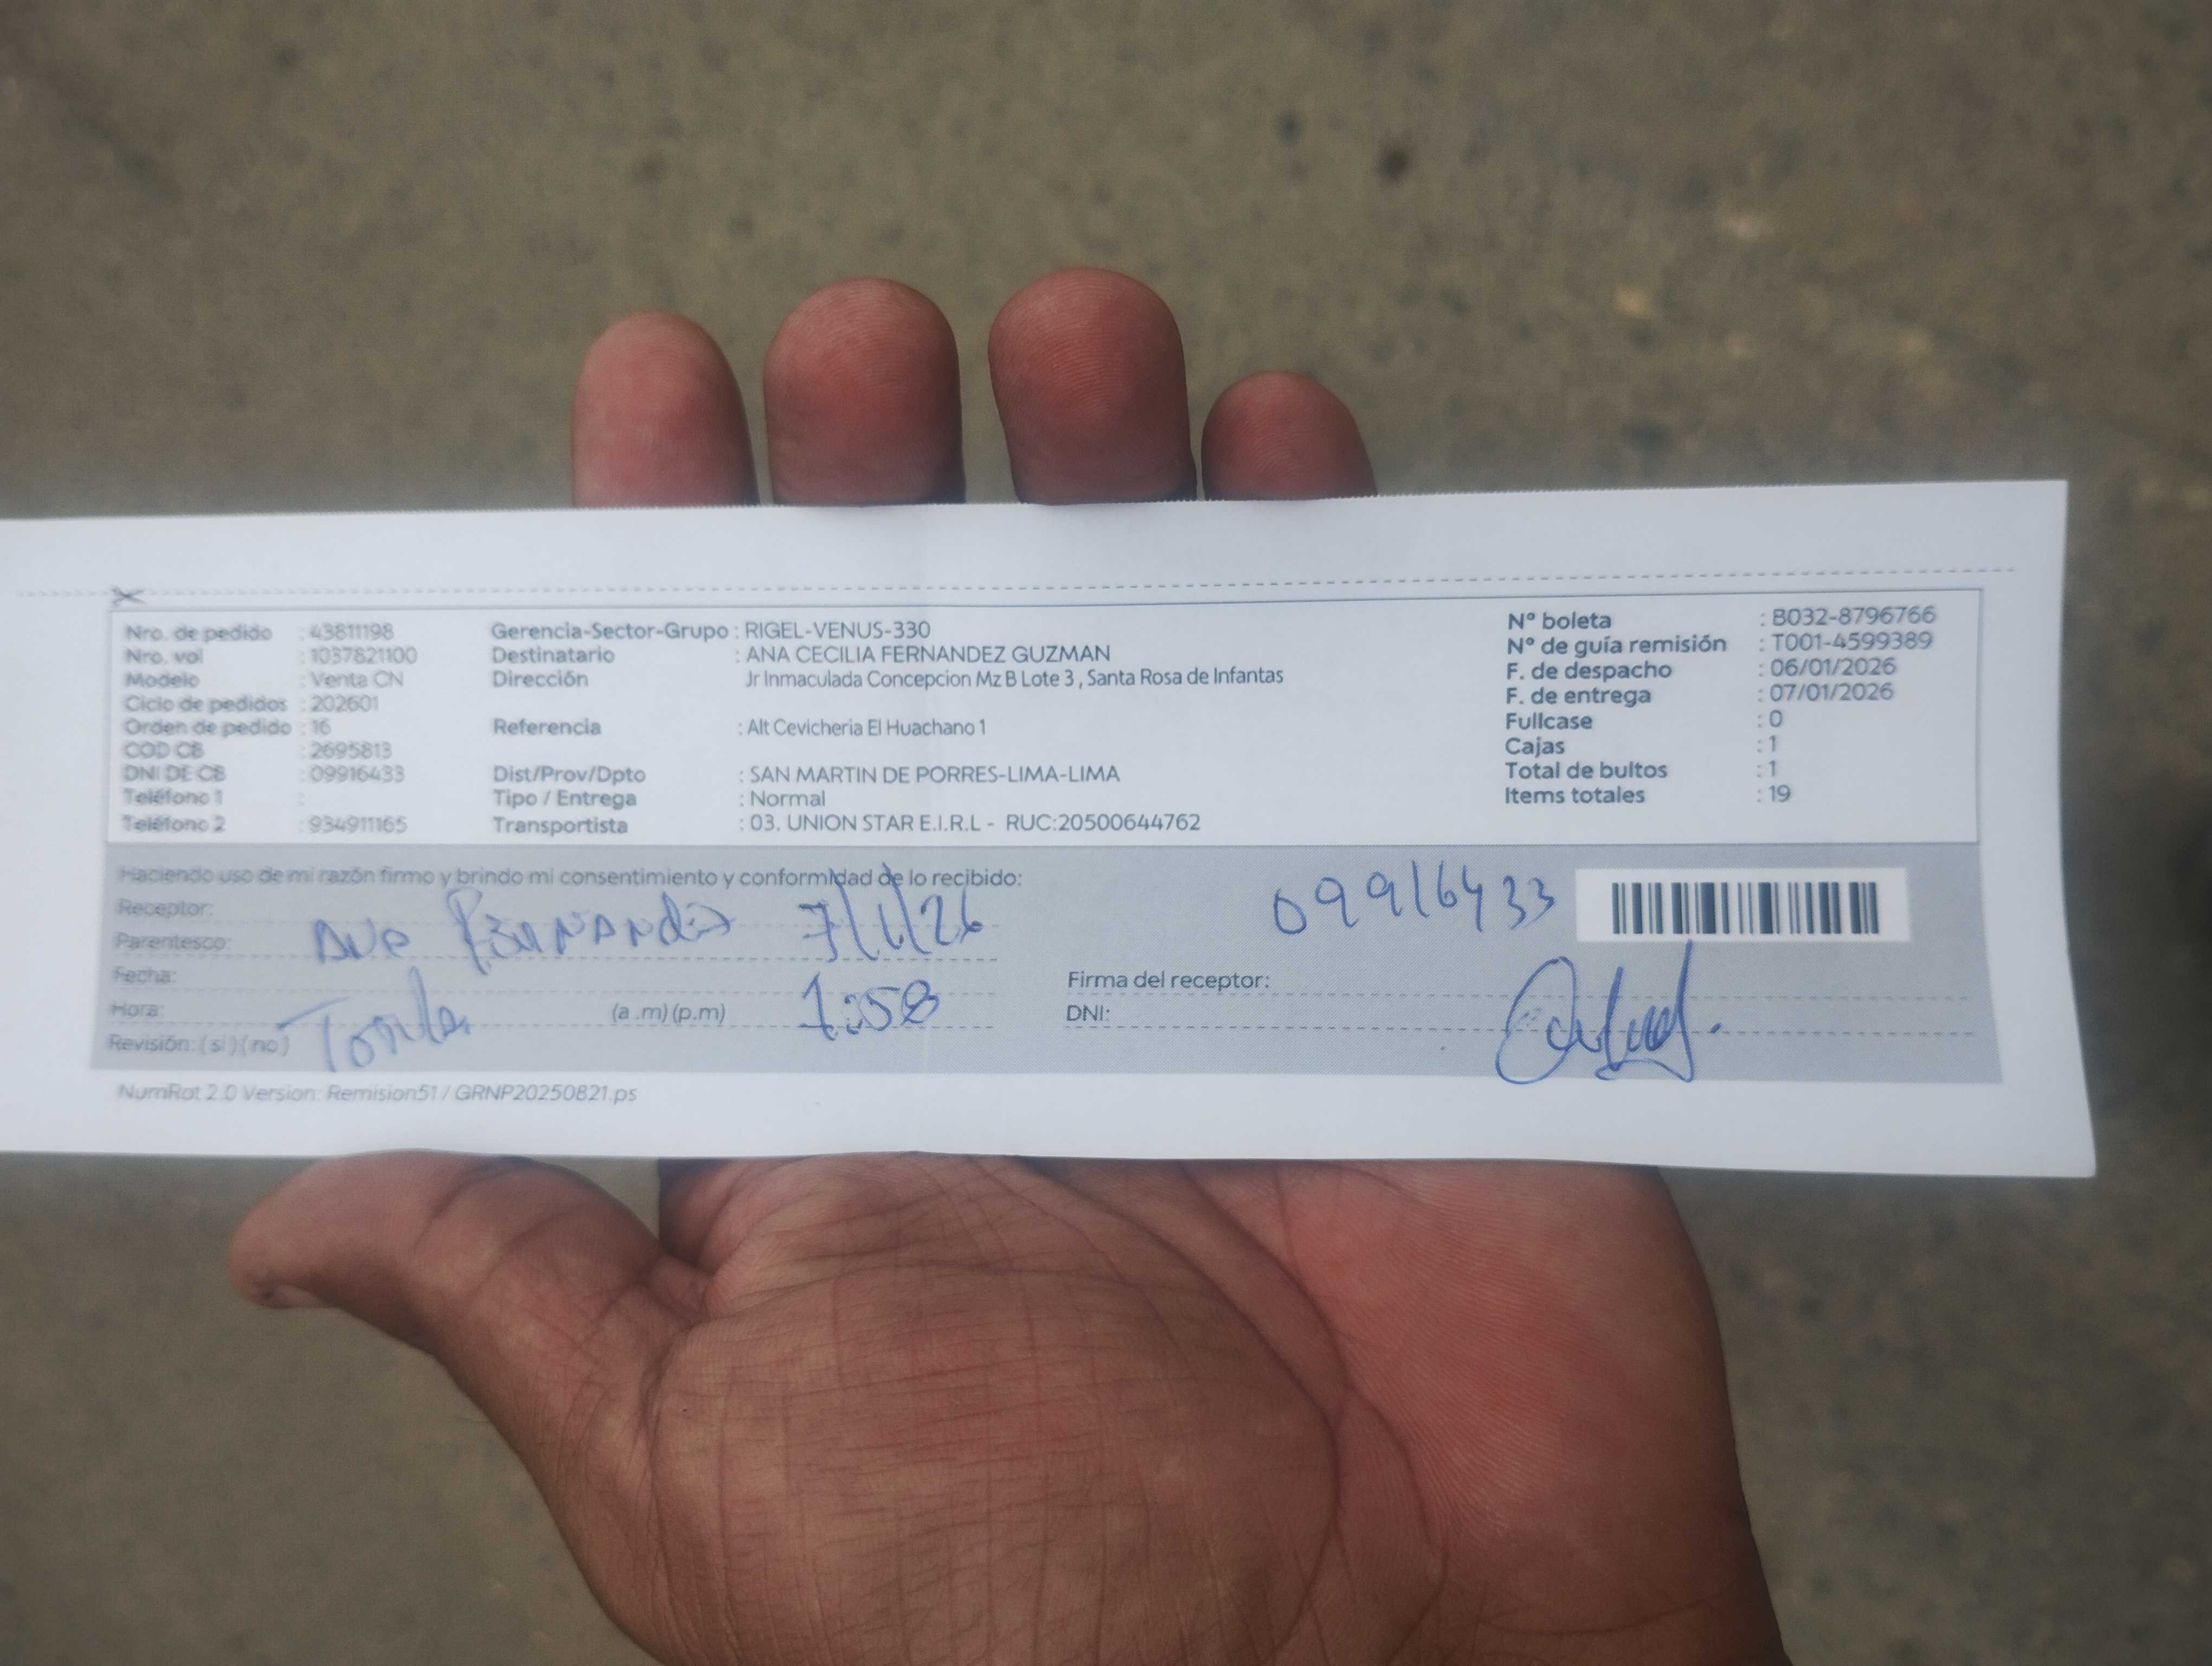 Nro. de pedido : 43811198
Nro. vol : 1037821100
Modelo : Venta CN
Ciclo de pedidos : 202601
Orden de pedido : 16
COD CB : 2695813
DNI DE CB : 09916433
Teléfono 1 :
Teléfono 2 : 934911165
Gerencia-Sector-Grupo : RIGEL-VENUS-330
Destinatario : ANA CECILIA FERNANDEZ GUZMAN
Dirección Jr Inmaculada Concepcion Mz B Lote 3 , Santa Rosa de Infantas
Referencia : Alt Cevicheria El Huachano 1
Dist/Prov/Dpto : SAN MARTIN DE PORRES-LIMA-LIMA
Tipo / Entrega : Normal
Transportista : 03. UNION STAR E.I.R.L - RUC:20500644762
Nº boleta : B032-8796766
Nº de guía remisión : T001-4599389
F. de despacho : 06/01/2026
F. de entrega : 07/01/2026
Fullcase : 0
Cajas : 1
Total de bultos : 1
Items totales : 19
Haciendo uso de mi razón firmo y brindo mi consentimiento y conformidad de lo recibido:
Receptor:
Parentesco: 7/1/26
Fecha:
Hora: (a .m) (p.m) 1:58
Revisión: ( si ) ( no )
09916433
Firma del receptor:
DNI:
NumRot 2.0 Version: Remision51 / GRNP20250821.ps